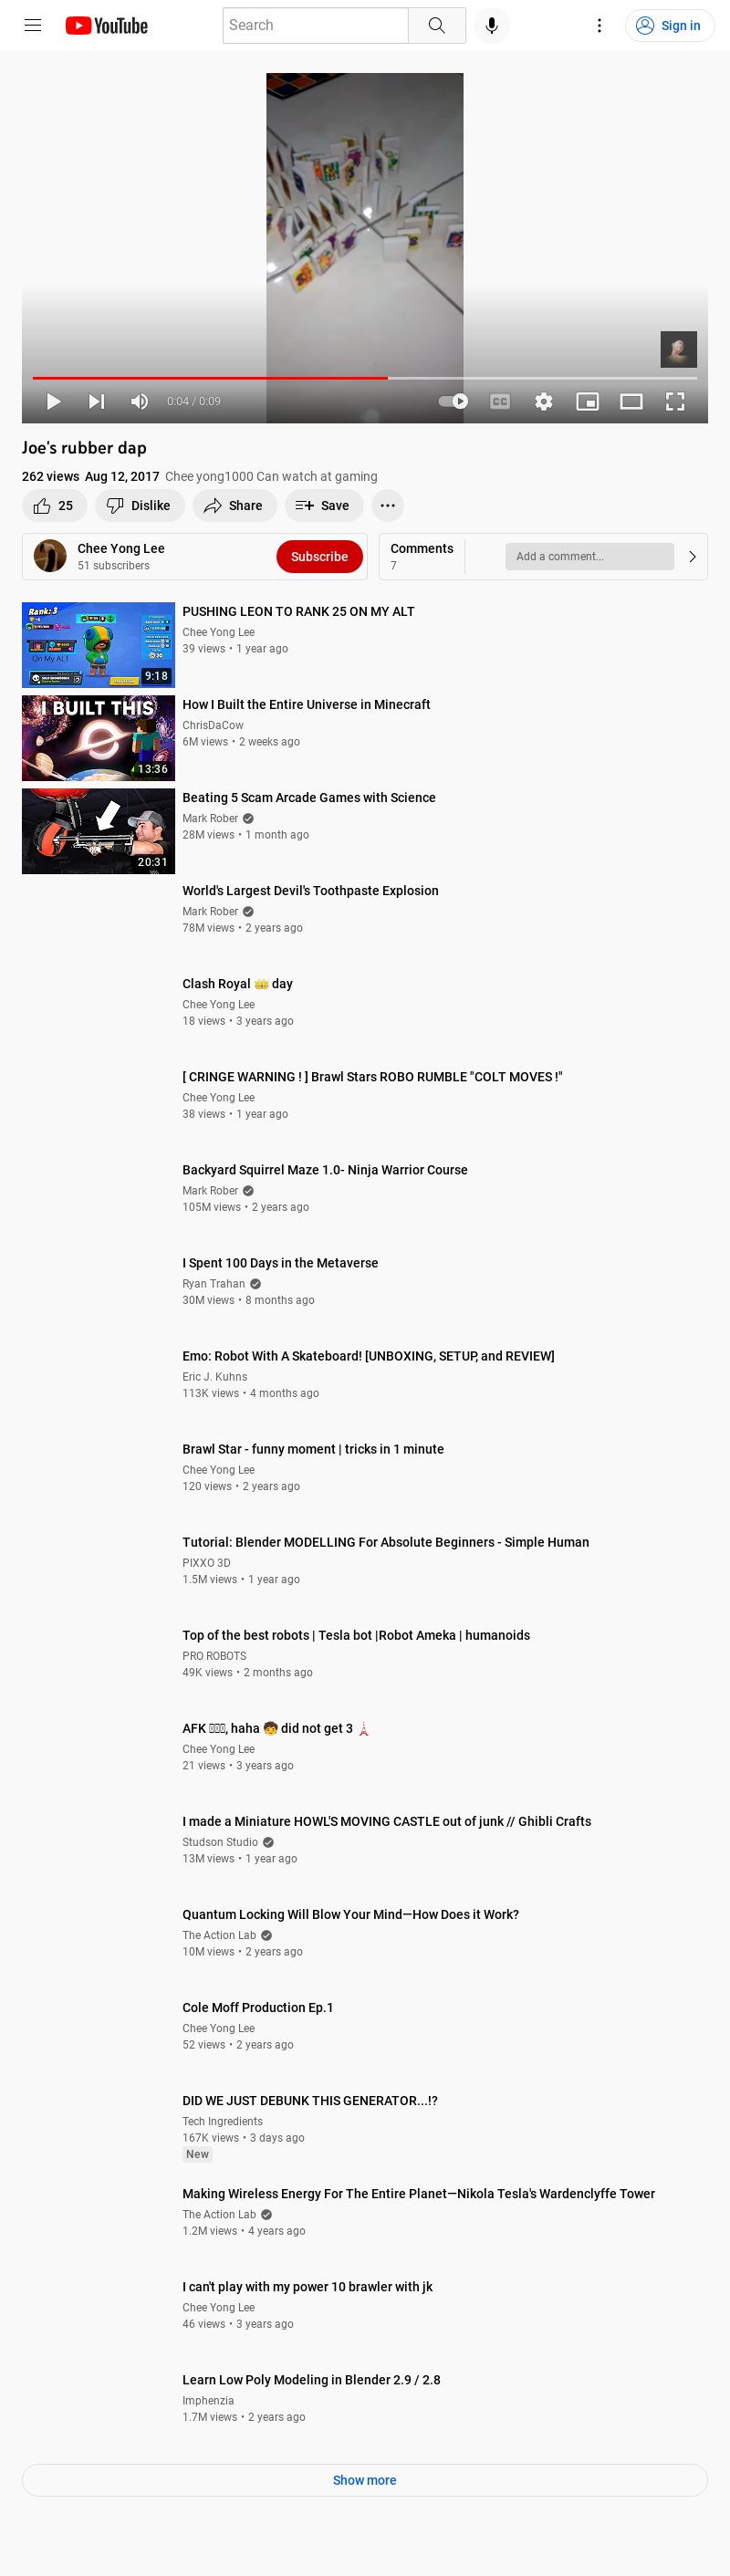 YouTube
Search
Sign in
0:04 / 0:09
CC
Joe's rubber dap
262 views Aug 12, 2017 Chee yong1000 Can watch at gaming
25
Dislike
Share
Save
Chee Yong Lee
51 subscribers
Subscribe
Comments
7
Add a comment...
Rank: 3
On My AL1
9:18
PUSHING LEON TO RANK 25 ON MY ALT
Chee Yong Lee
39 views • 1 year ago
I BUILT THIS
13:36
How I Built the Entire Universe in Minecraft
ChrisDaCow
6M views • 2 weeks ago
20:31
Beating 5 Scam Arcade Games with Science
Mark Rober
28M views • 1 month ago
World's Largest Devil's Toothpaste Explosion
Mark Rober
78M views • 2 years ago
Clash Royal 👑 day
Chee Yong Lee
18 views • 3 years ago
[ CRINGE WARNING ! ] Brawl Stars ROBO RUMBLE "COLT MOVES !"
Chee Yong Lee
38 views • 1 year ago
Backyard Squirrel Maze 1.0- Ninja Warrior Course
Mark Rober
105M views • 2 years ago
I Spent 100 Days in the Metaverse
Ryan Trahan
30M views • 8 months ago
Emo: Robot With A Skateboard! [UNBOXING, SETUP, and REVIEW]
Eric J. Kuhns
113K views • 4 months ago
Brawl Star - funny moment | tricks in 1 minute
Chee Yong Lee
120 views • 2 years ago
Tutorial: Blender MODELLING For Absolute Beginners - Simple Human
PIXXO 3D
1.5M views • 1 year ago
Top of the best robots | Tesla bot |Robot Ameka | humanoids
PRO ROBOTS
49K views • 2 months ago
AFK , haha 🧒 did not get 3 🗼
Chee Yong Lee
21 views • 3 years ago
I made a Miniature HOWL'S MOVING CASTLE out of junk // Ghibli Crafts
Studson Studio
13M views • 1 year ago
Quantum Locking Will Blow Your Mind—How Does it Work?
The Action Lab
10M views • 2 years ago
Cole Moff Production Ep.1
Chee Yong Lee
52 views • 2 years ago
DID WE JUST DEBUNK THIS GENERATOR...!?
Tech Ingredients
167K views • 3 days ago
New
Making Wireless Energy For The Entire Planet—Nikola Tesla's Wardenclyffe Tower
The Action Lab
1.2M views • 4 years ago
I can't play with my power 10 brawler with jk
Chee Yong Lee
46 views • 3 years ago
Learn Low Poly Modeling in Blender 2.9 / 2.8
Imphenzia
1.7M views • 2 years ago
Show more